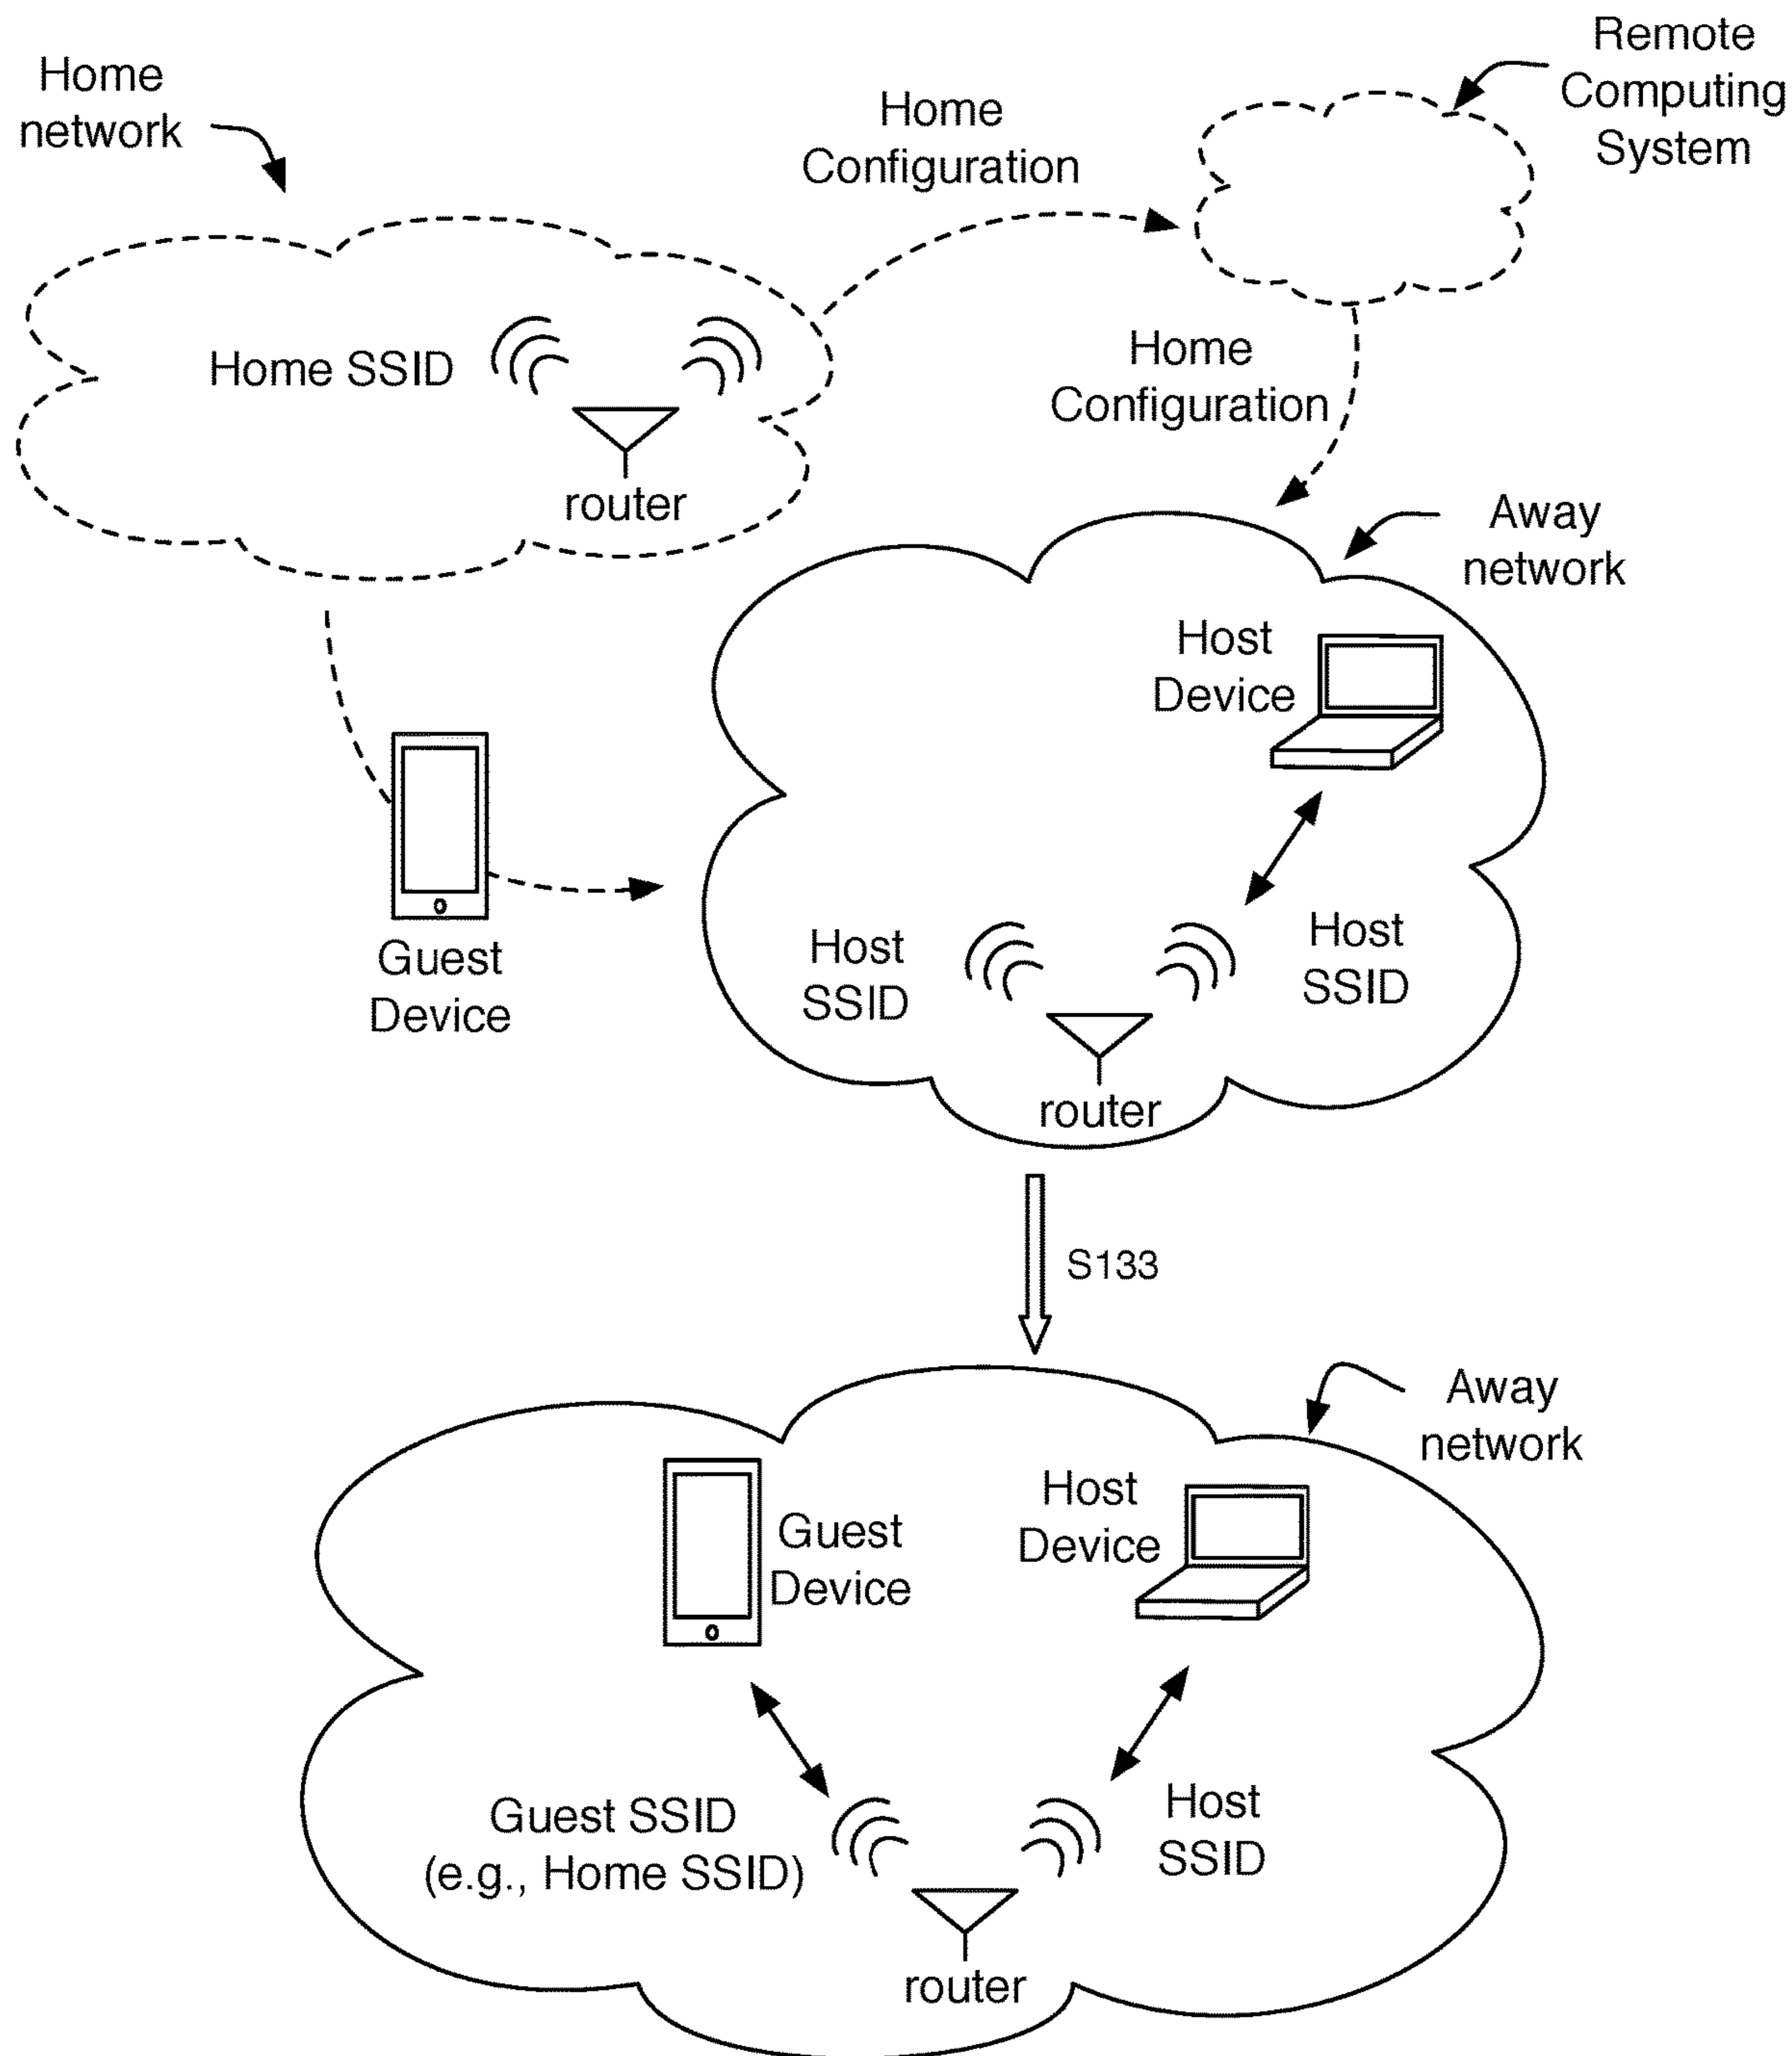 Home
network
Home
Configuration
Remote
Computing
System
Home SSID
router
Home
Configuration
Away
network
Host
Device
Guest
Device
Host
SSID
Host
SSID
router
S133
Away
network
Guest
Device
Host
Device
Guest SSID
(e.g., Home SSID)
Host
SSID
router